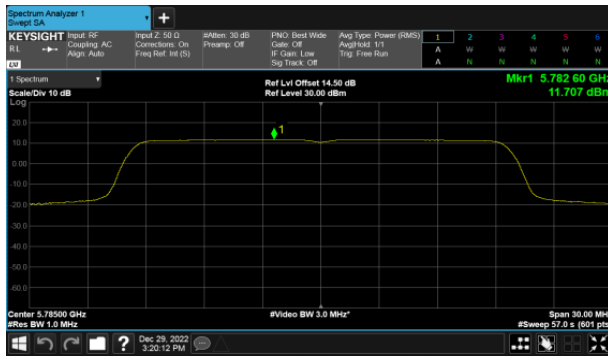 Spectrum Analyzer 1
Swept SA
+
KEYSIGHT Input: RF Input Z: 50 Ω #Atten: 30 dB PNO: Best Wide Avg Type: Power (RMS) 1 2 3 4 5 6
RL Coupling: AC Corrections: On Preamp: Off Gate: Off Avg|Hold: 1/1 A W W W W W
Align: Auto Freq Ref: Int (S) IF Gain: Low Trig: Free Run
LXI Sig Track: Off A N N N N N
1 Spectrum Ref Lvl Offset 14.50 dB Mkr1 5.782 60 GHz
Scale/Div 10 dB Ref Level 30.00 dBm 11.707 dBm
Log
20.0
1
10.0
0.00
-10.0
-20.0
-30.0
-40.0
-50.0
-60.0
Center 5.78500 GHz #Video BW 3.0 MHz* Span 30.00 MH
#Res BW 1.0 MHz #Sweep 57.0 s (601 pts
? Dec 29, 2022
3:20:12 PM